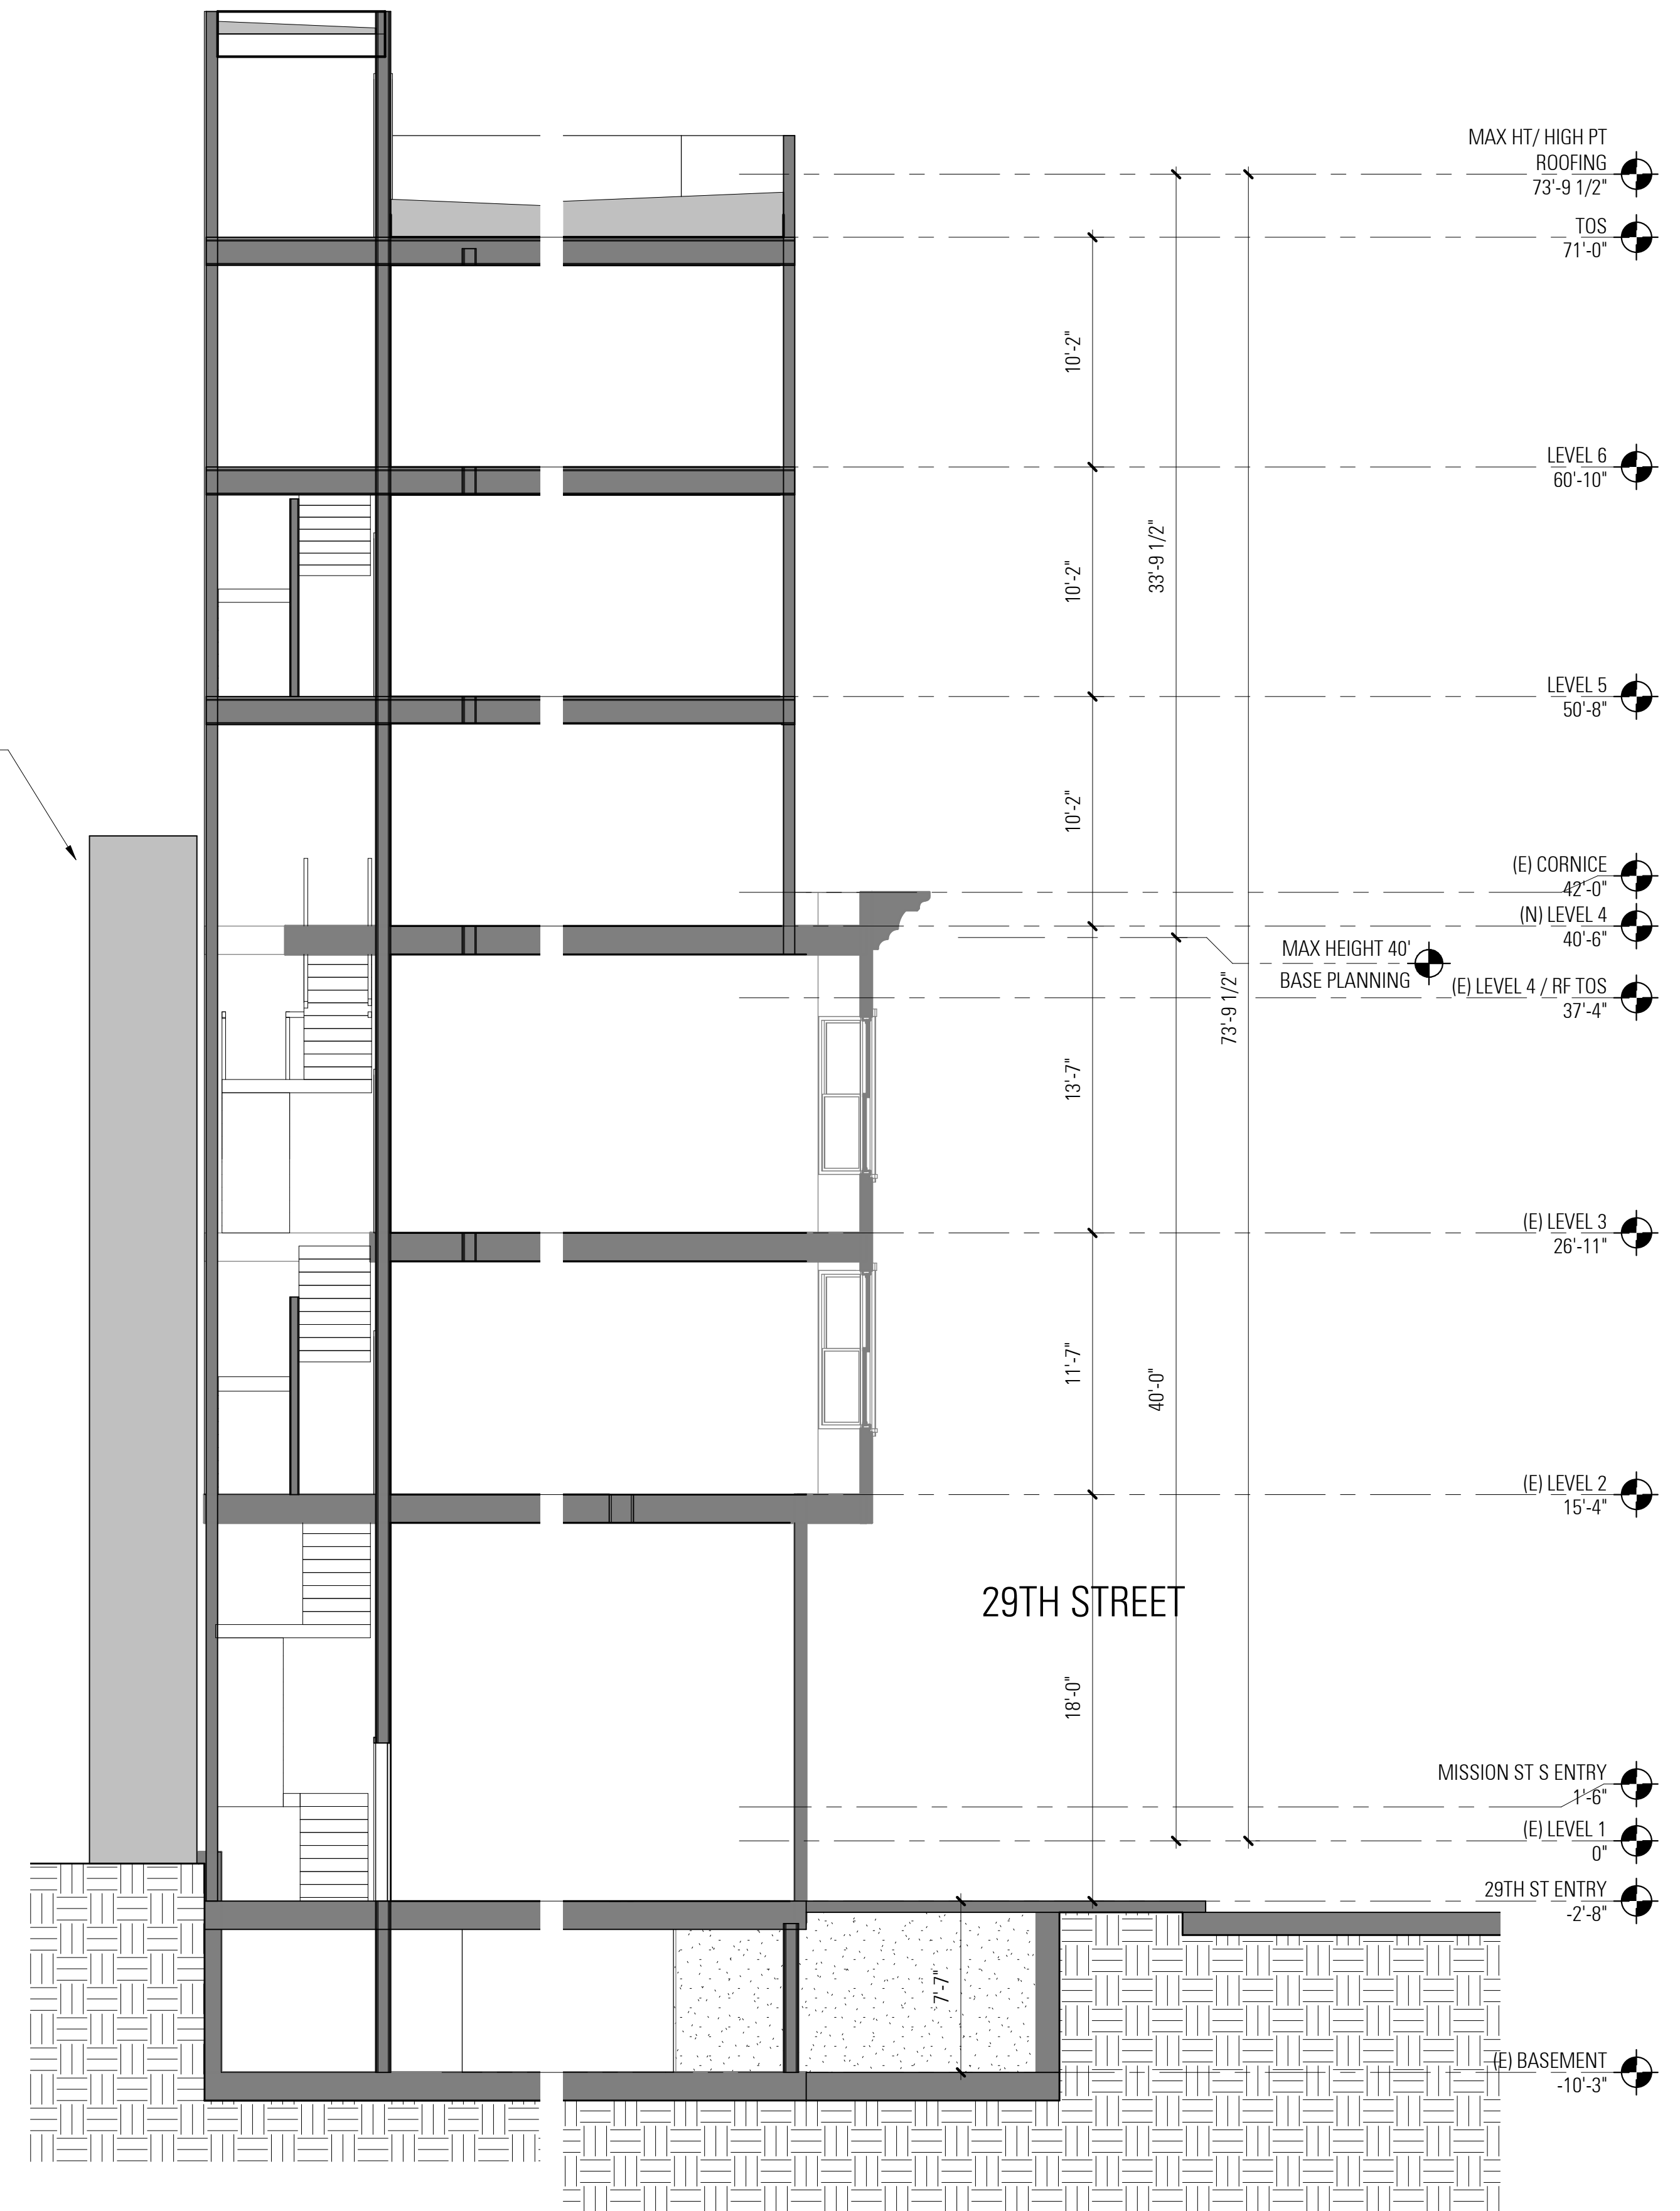 MAX HT/ HIGH PT
ROOFING
73'-9 1/2"
TOS
71'-0"
10'-2"
LEVEL 6
60'-10"
10'-2"
33'-9 1/2"
LEVEL 5
50'-8"
10'-2"
(E) CORNICE
42'-0"
(N) LEVEL 4
40'-6"
MAX HEIGHT 40'
BASE PLANNING
(E) LEVEL 4 / RF TOS
37'-4"
73'-9 1/2"
13'-7"
(E) LEVEL 3
26'-11"
11'-7"
40'-0"
(E) LEVEL 2
15'-4"
29TH STREET
18'-0"
MISSION ST S ENTRY
1'-6"
(E) LEVEL 1
0"
29TH ST ENTRY
-2'-8"
7'-7"
(E) BASEMENT
-10'-3"